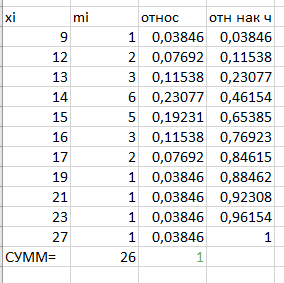 xi mi относ отн нак ч
9 1 0,03846 0,03846
12 2 0,07692 0,11538
13 3 0,11538 0,23077
14 6 0,23077 0,46154
15 5 0,19231 0,65385
16 3 0,11538 0,76923
17 2 0,07692 0,84615
19 1 0,03846 0,88462
21 1 0,03846 0,92308
23 1 0,03846 0,96154
27 1 0,03846 1
СУММ= 26 1